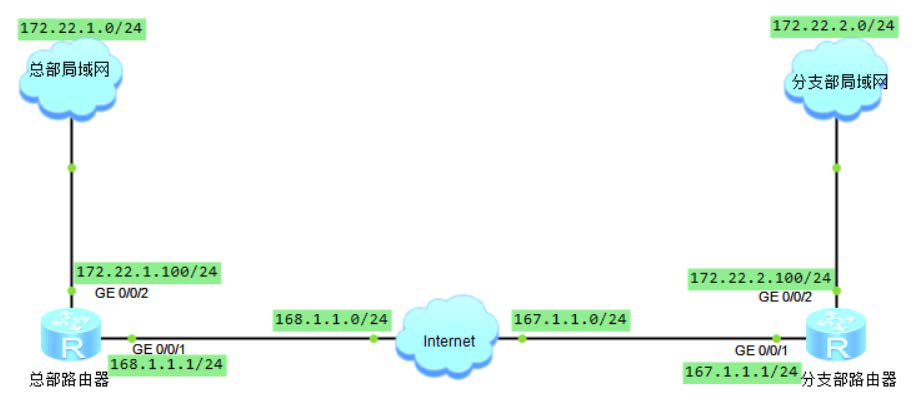 172.22.1.0/24
172.22.2.0/24
总部局域网
分支部局域网
172.22.1.100/24
172.22.2.100/24
GE 0/0/2
GE 0/0/2
168.1.1.0/24
167.1.1.0/24
R
Internet
R
GE 0/0/1
GE 0/0/1
168.1.1.1/24
167.1.1.1/24
总部路由器
分支部路由器